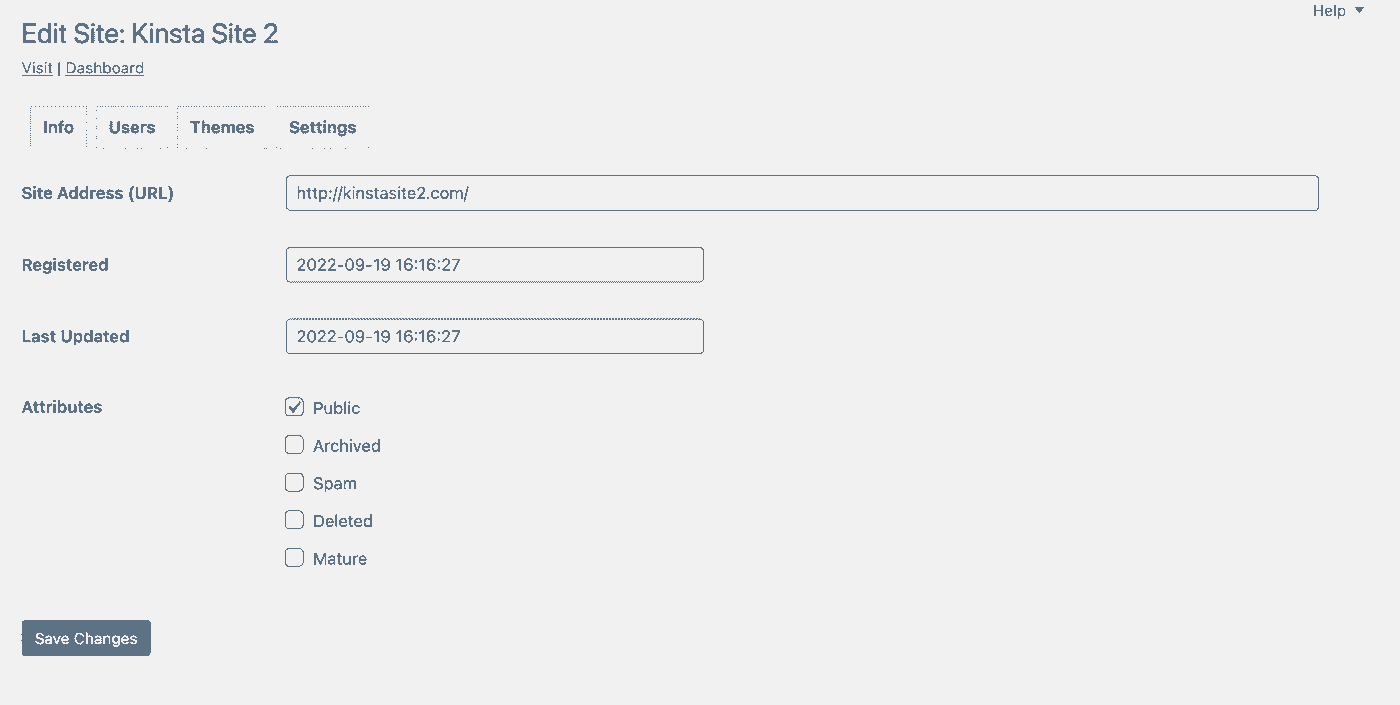 Help
Edit Site: Kinsta Site 2
Visit | Dashboard
Info Users Themes Settings
Site Address (URL) http://kinstasite2.com/
Registered 2022-09-19 16:16:27
Last Updated 2022-09-19 16:16:27
Attributes Public
Archived
Spam
Deleted
Mature
Save Changes